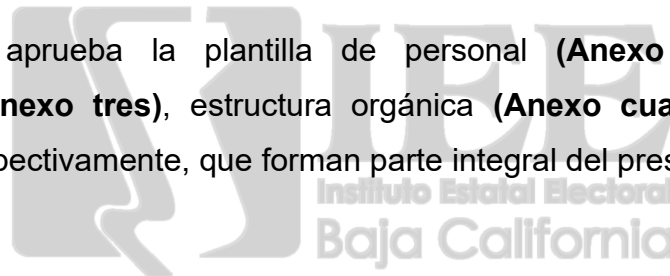 aprueba la plantilla de personal (Anexo
nexo tres), estructura orgánica (Anexo cua
pectivamente, que forman parte integral del pres
IEE
Instituto Estatal Electoral
Baja California